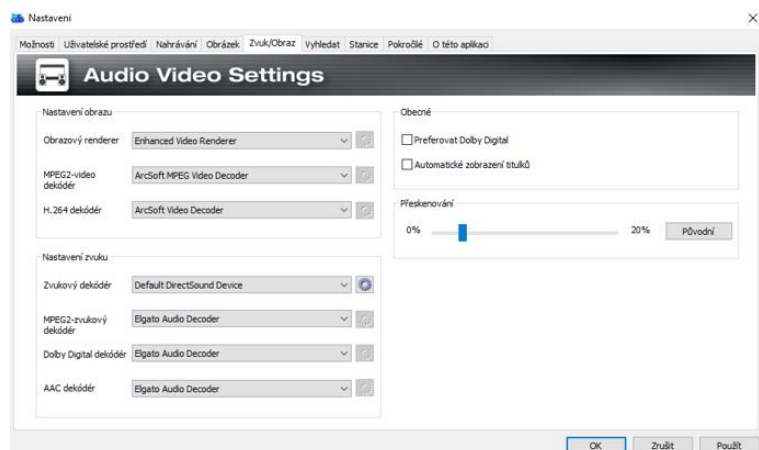 Nastavení
Možnosti Uživatelské prostředí Nahrávání Obrázek Zvuk/Obraz Vyhledat Stanice Pokročilé O této aplikaci
Audio Video Settings
Nastavení obrazu
Obrazový renderer Enhanced Video Renderer
MPEG2-video dekódér ArcSoft MPEG Video Decoder
H.264 dekódér ArcSoft Video Decoder
Nastavení zvuku
Zvukový dekódér Default DirectSound Device
MPEG2-zvukový dekódér Elgato Audio Decoder
Dolby Digital dekódér Elgato Audio Decoder
AAC dekódér Elgato Audio Decoder
Obecné
Preferovat Dolby Digital
Automatické zobrazení titulků
Přeskenování
0% 20% Původní
OK Zrušit Použít